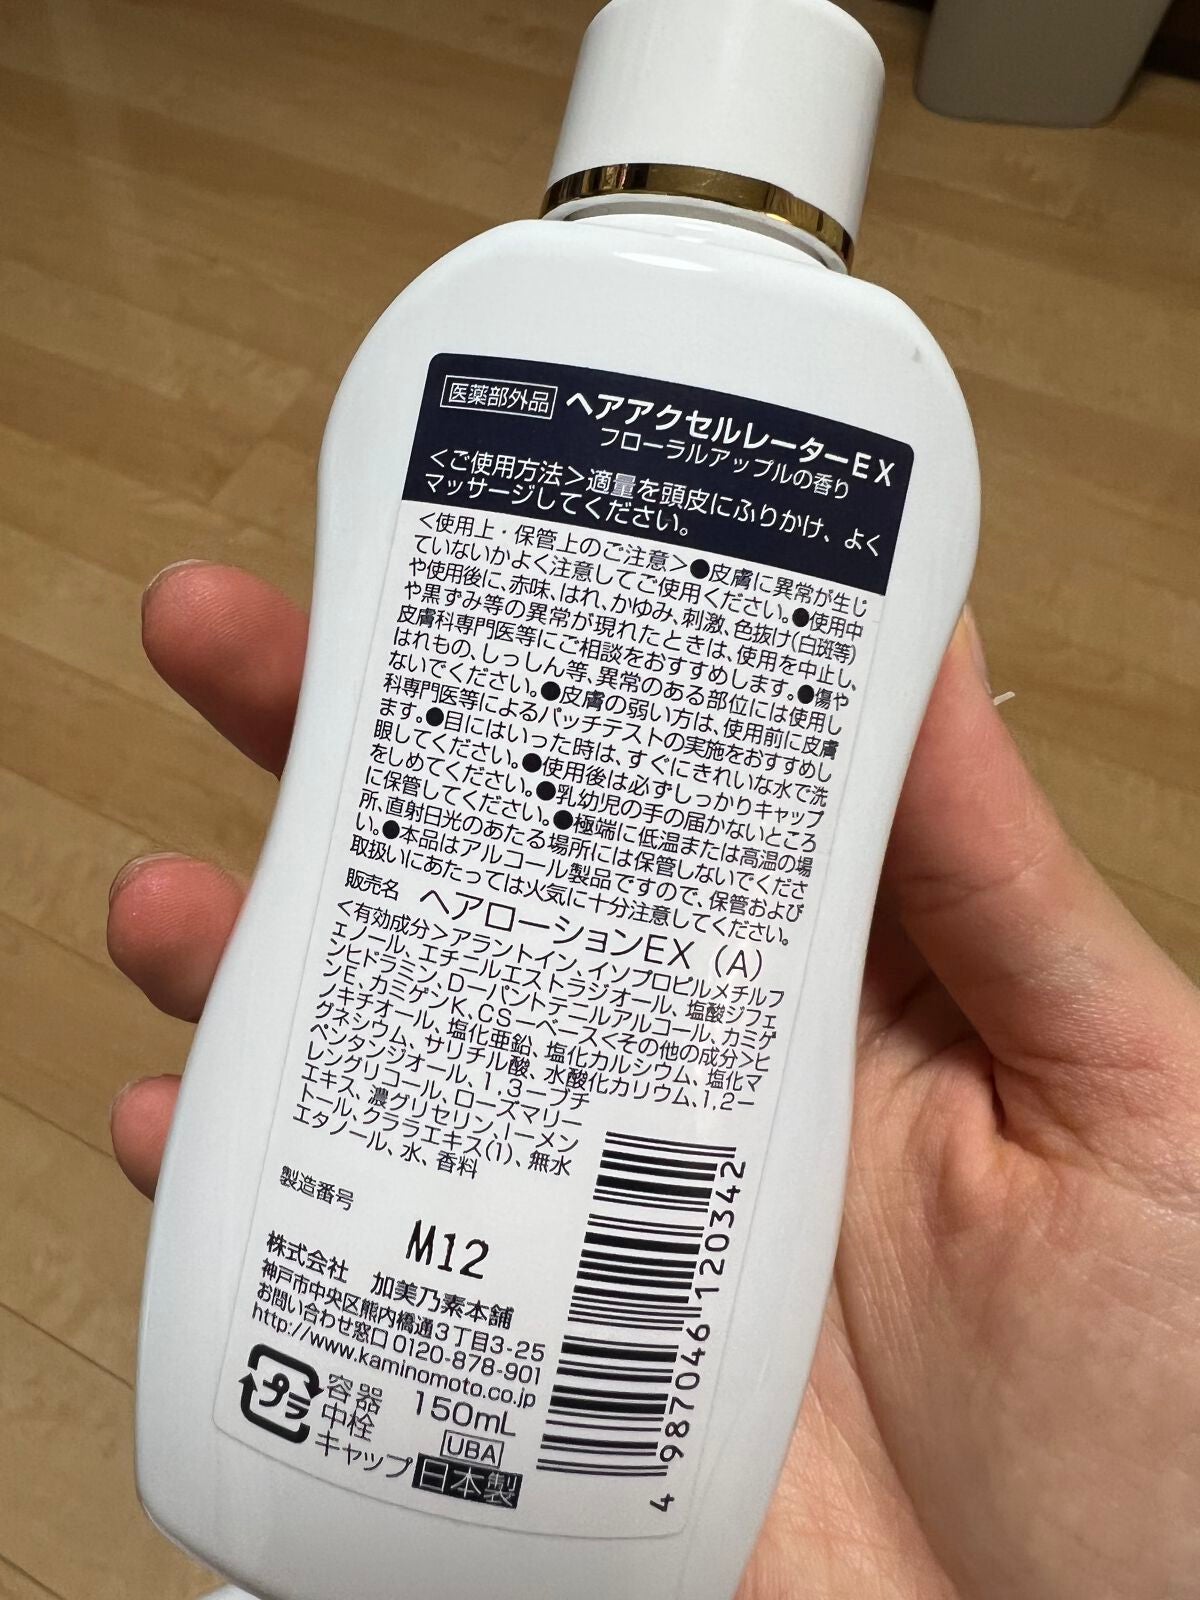 医薬部外品 ヘアアクセルレーターEX
フローラルアップルの香り
＜ご使用方法＞適量を頭皮にふりかけ、よく
マッサージしてください。
＜使用上・保管上のご注意＞●皮膚に異常が生じ
ていないかよく注意してご使用ください。●使用中
や使用後に、赤味、はれ、かゆみ、刺激、色抜け(白斑等)
や黒ずみ等の異常が現れたときは、使用を中止し、
皮膚科専門医等にご相談をおすすめします。●傷や
はれもの、しっしん等、異常のある部位には使用し
ないでください。●皮膚の弱い方は、使用前に皮膚
科専門医等によるパッチテストの実施をおすすめし
ます。●目にはいった時は、すぐにきれいな水で洗
眼してください。●使用後は必ずしっかりキャップ
をしめてください。●乳幼児の手の届かないところ
に保管してください。●極端に低温または高温の場
所、直射日光のあたる場所には保管しないでくださ
い。●本品はアルコール製品ですので、保管および
取扱いにあたっては火気に十分注意してください。
販売名 ヘアローションEX（A）
＜有効成分＞アラントイン、イソプロピルメチルフ
ェノール、エチニルエストラジオール、塩酸ジフェ
ンヒドラミン、D-パントテニルアルコール、カミゲ
ンE、カミゲンK、CS-ベース＜その他の成分＞ヒ
ノキチオール、塩化亜鉛、塩化カルシウム、塩化マ
グネシウム、サリチル酸、水酸化カリウム、1,2-
ペンタンジオール、1,3-ブチ
レングリコール、ローズマリー
エキス、濃グリセリン、l-メン
トール、クララエキス(1)、無水
エタノール、水、香料
製造番号
M12
株式会社 加美乃素本舗
神戸市中央区熊内橋通3丁目3-25
お問い合わせ窓口 0120-878-901
http://www.kaminomoto.co.jp
プラ 容器
中栓
キャップ
150mL
UBA
日本製
4 987046 120342